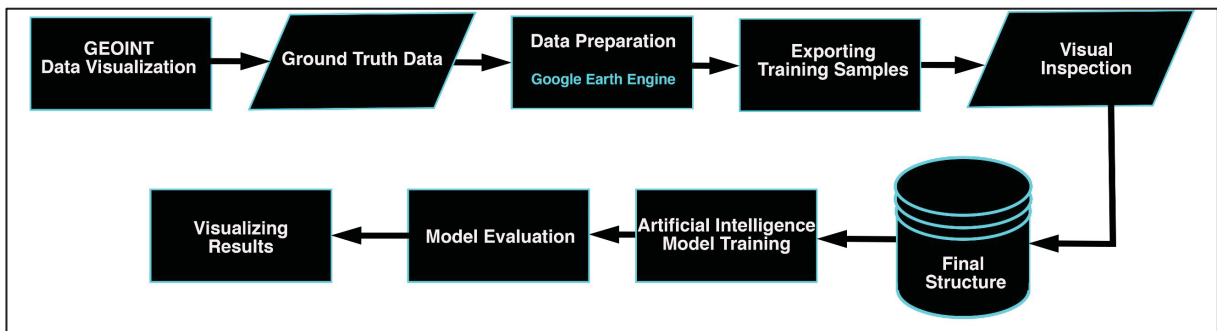 GEOINT
Data Visualization
Ground Truth Data
Data Preparation
Google Earth Engine
Exporting
Training Samples
Visual
Inspection
Visualizing
Results
Model Evaluation
Artificial Intelligence
Model Training
Final
Structure